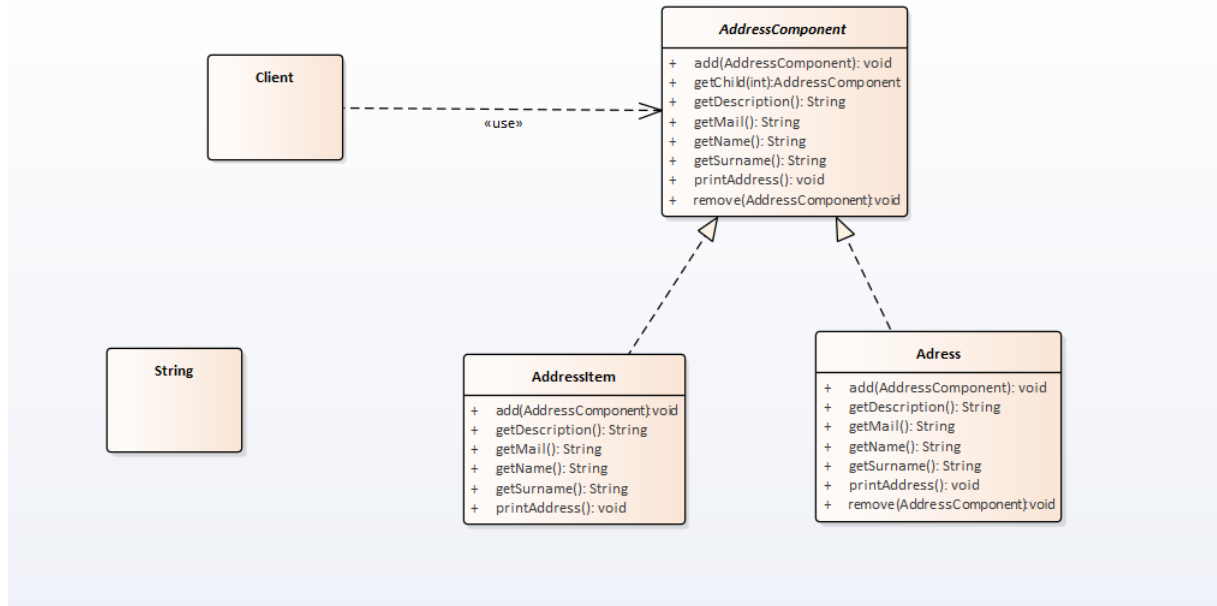 AddressComponent
+ add(AddressComponent): void
+ getChild(int):AddressComponent
+ getDescription(): String
+ getMail(): String
+ getName(): String
+ getSurname(): String
+ printAddress(): void
+ remove(AddressComponent):void
Client
«use»
String
AddressItem
+ add(AddressComponent):void
+ getDescription(): String
+ getMail(): String
+ getName(): String
+ getSurname(): String
+ printAddress(): void
Adress
+ add(AddressComponent): void
+ getDescription(): String
+ getMail(): String
+ getName(): String
+ getSurname(): String
+ printAddress(): void
+ remove(AddressComponent):void